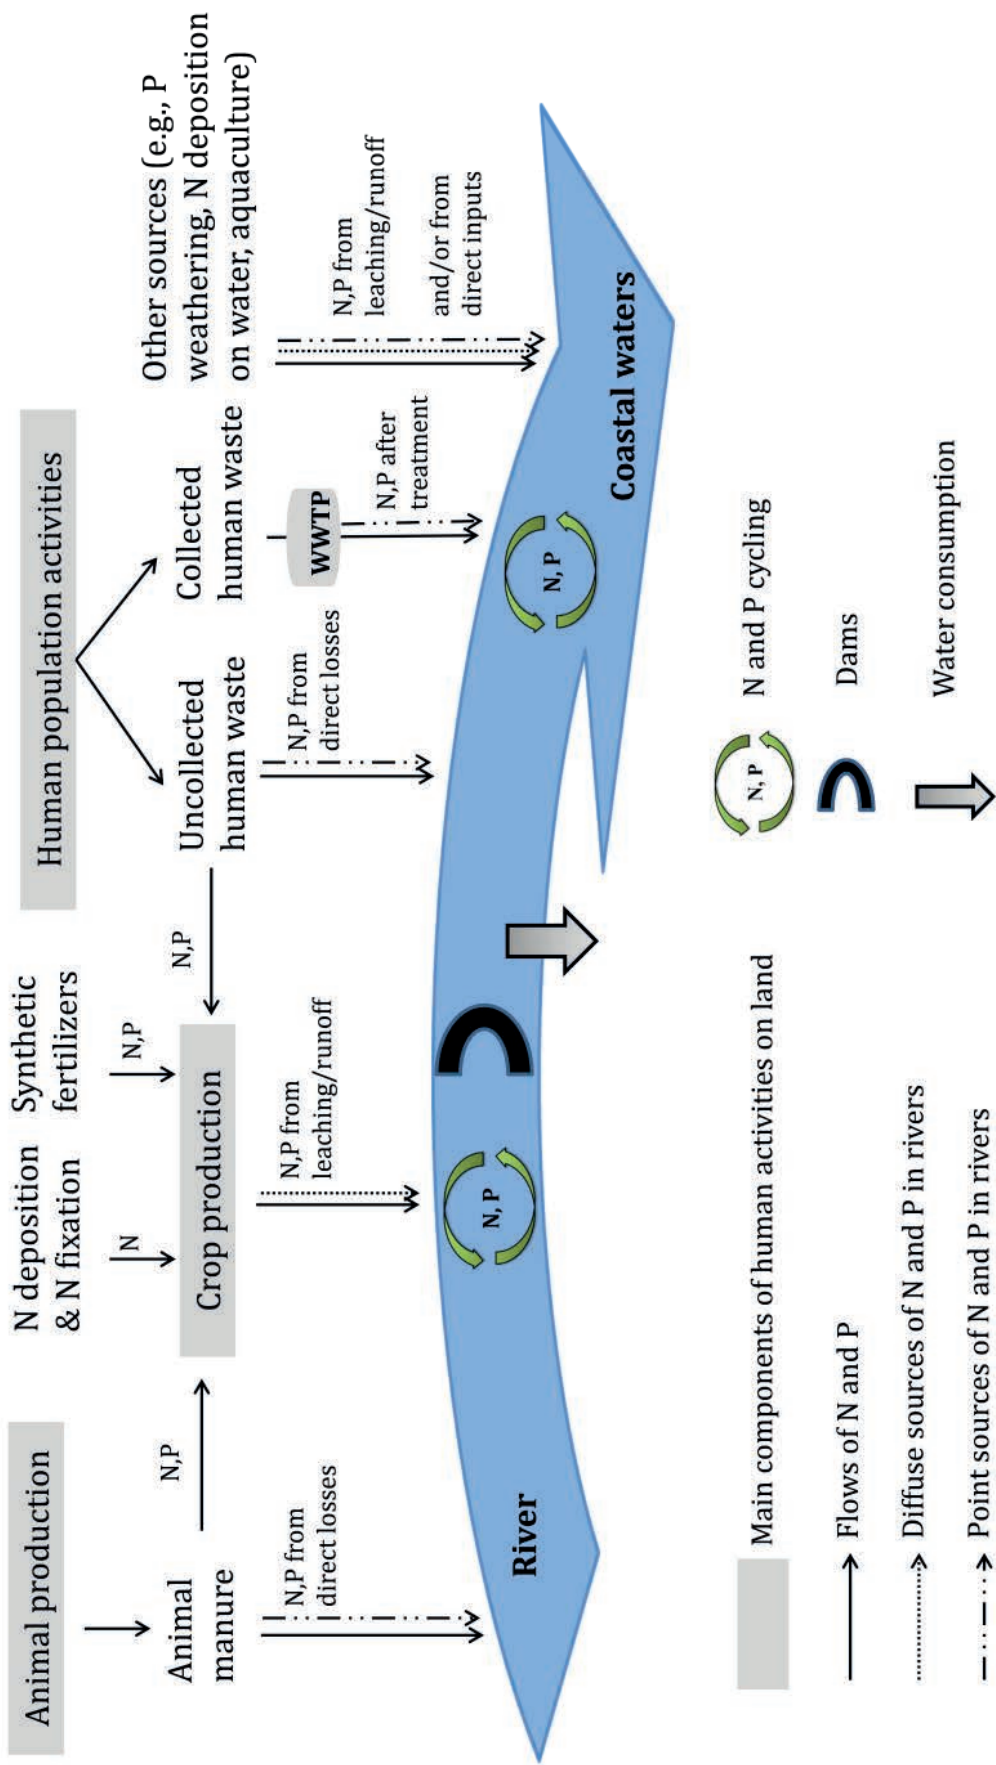 Animal production
N deposition
& N fixation
Synthetic
fertilizers
Human population activities
Other sources (e.g., P
weathering, N deposition
on water, aquaculture)
N
N,P
Animal
manure
N,P
Crop production
N,P
Uncollected
human waste
Collected
human waste
WWTP
N,P from
direct losses
N,P from
leaching/runoff
N,P from
direct losses
N,P after
treatment
N,P from
leaching/runoff
and/or from
direct inputs
River
N, P
N, P
Coastal waters
Main components of human activities on land
Flows of N and P
Diffuse sources of N and P in rivers
Point sources of N and P in rivers
N, P
N and P cycling
Dams
Water consumption